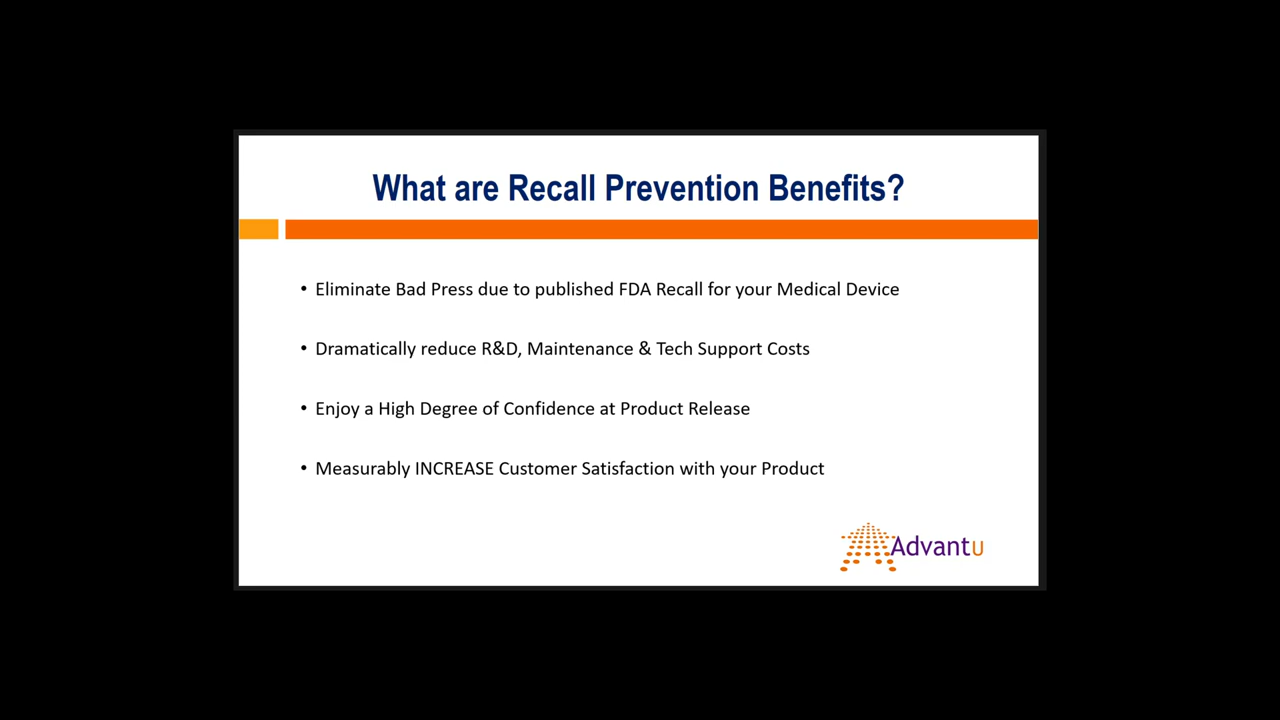 What are Recall Prevention Benefits?
• Eliminate Bad Press due to published FDA Recall for your Medical Device
• Dramatically reduce R&D, Maintenance & Tech Support Costs
• Enjoy a High Degree of Confidence at Product Release
• Measurably INCREASE Customer Satisfaction with your Product
AdvantU